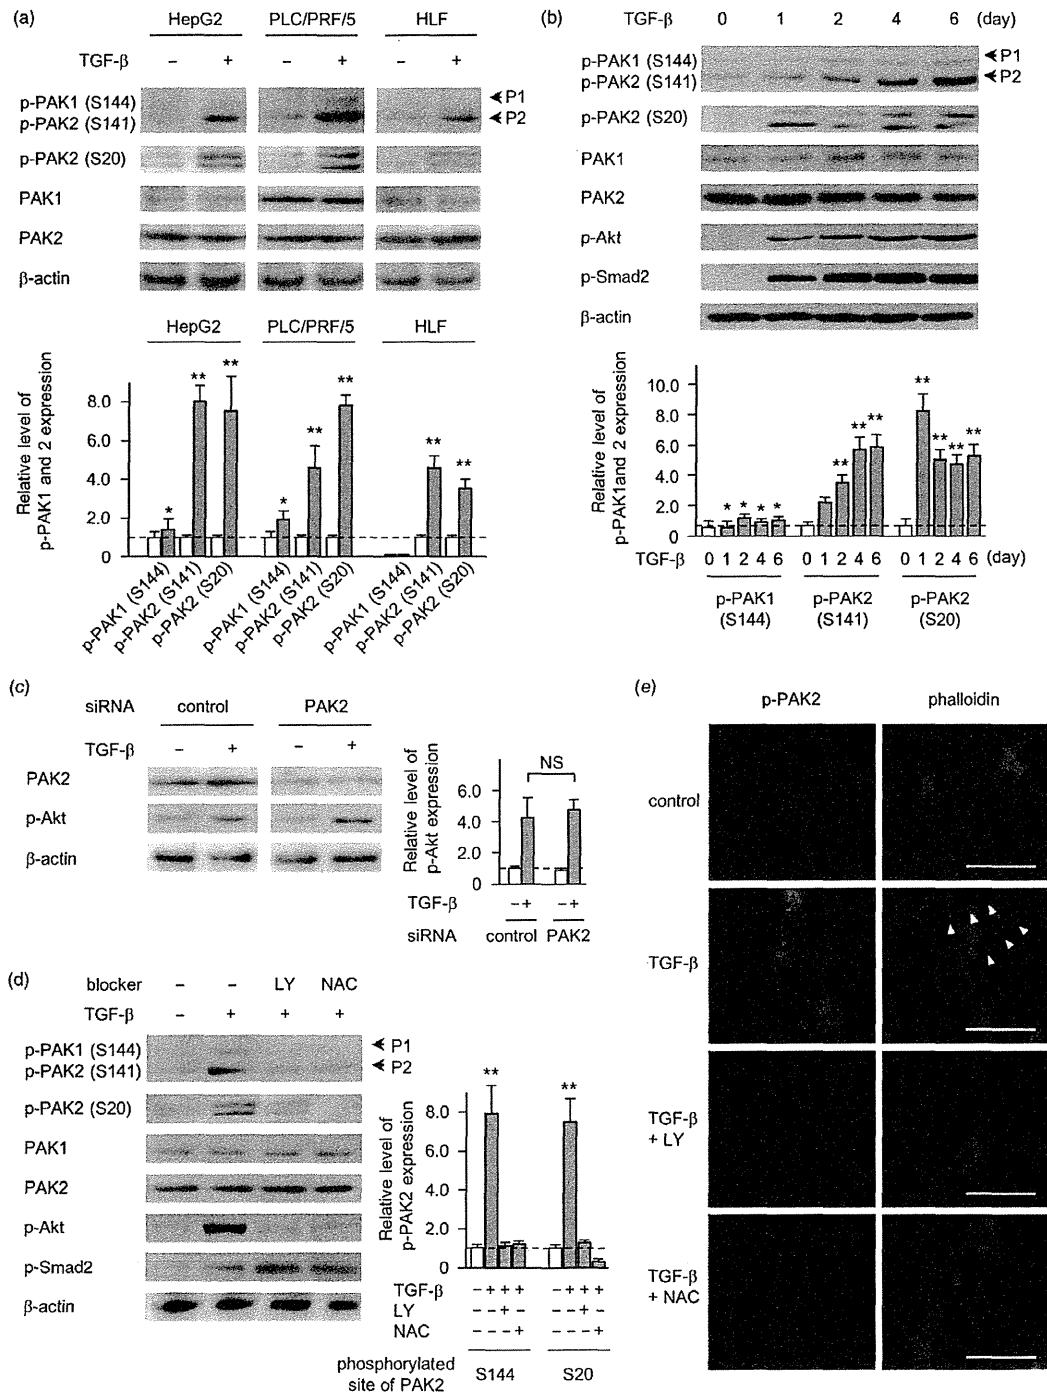 (a)
HepG2 PLC/PRF/5 HLF
TGF-β – + – + – +
p-PAK1 (S144) P1
p-PAK2 (S141) P2
p-PAK2 (S20)
PAK1
PAK2
β-actin
HepG2 PLC/PRF/5 HLF
Relative level of
p-PAK1 and 2 expression
8.0
6.0
4.0
2.0
0
* ** ** * ** ** ** **
p-PAK1 (S144)
p-PAK2 (S141)
p-PAK2 (S20)
p-PAK1 (S144)
p-PAK2 (S141)
p-PAK2 (S20)
p-PAK1 (S144)
p-PAK2 (S141)
p-PAK2 (S20)
(b)
TGF-β 0 1 2 4 6 (day)
p-PAK1 (S144) P1
p-PAK2 (S141) P2
p-PAK2 (S20)
PAK1
PAK2
p-Akt
p-Smad2
β-actin
Relative level of
p-PAK1and 2 expression
10.0
8.0
6.0
4.0
2.0
0
* * * * ** ** ** ** ** ** **
TGF-β 0 1 2 4 6 0 1 2 4 6 0 1 2 4 6 (day)
p-PAK1 p-PAK2 p-PAK2
(S144) (S141) (S20)
(c)
siRNA control PAK2
TGF-β – + – +
PAK2
p-Akt
β-actin
Relative level of
p-Akt expression
NS
6.0
4.0
2.0
0
TGF-β – + – +
siRNA control PAK2
(d)
blocker – – LY NAC
TGF-β – + + +
p-PAK1 (S144) P1
p-PAK2 (S141) P2
p-PAK2 (S20)
PAK1
PAK2
p-Akt
p-Smad2
β-actin
Relative level of
p-PAK2 expression
** **
8.0
6.0
4.0
2.0
0
TGF-β – + + + – + + +
LY – – + – – – + –
NAC – – – + – – – +
phosphorylated
site of PAK2 S144 S20
(e)
p-PAK2 phalloidin
control
TGF-β
TGF-β
+ LY
TGF-β
+ NAC